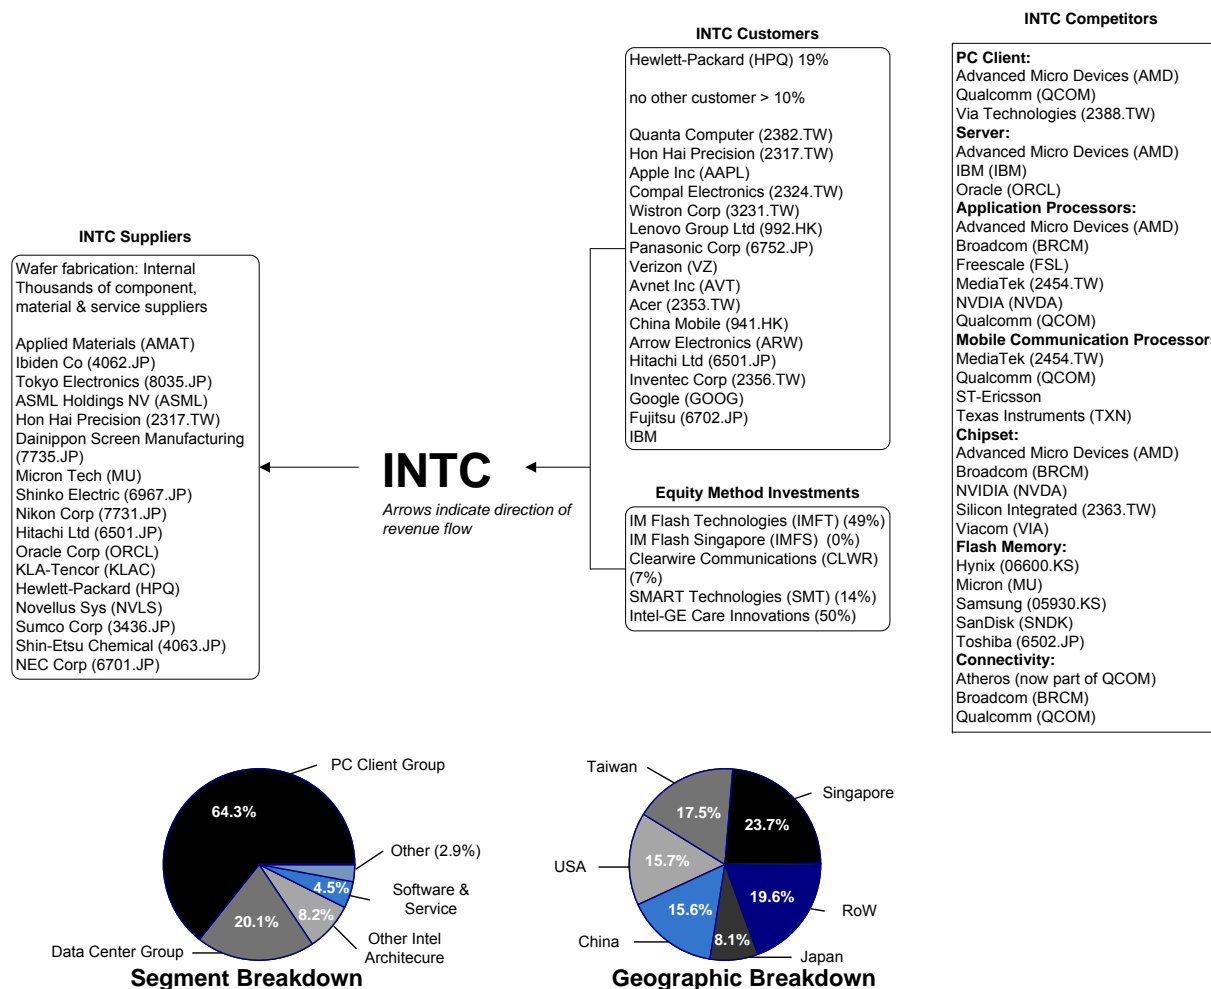 INTC Customers
Hewlett-Packard (HPQ) 19%
no other customer > 10%
Quanta Computer (2382.TW)
Hon Hai Precision (2317.TW)
Apple Inc (AAPL)
Compal Electronics (2324.TW)
Wistron Corp (3231.TW)
Lenovo Group Ltd (992.HK)
Panasonic Corp (6752.JP)
Verizon (VZ)
Avnet Inc (AVT)
Acer (2353.TW)
China Mobile (941.HK)
Arrow Electronics (ARW)
Hitachi Ltd (6501.JP)
Inventec Corp (2356.TW)
Google (GOOG)
Fujitsu (6702.JP)
IBM
INTC Competitors
PC Client:
Advanced Micro Devices (AMD)
Qualcomm (QCOM)
Via Technologies (2388.TW)
Server:
Advanced Micro Devices (AMD)
IBM (IBM)
Oracle (ORCL)
Application Processors:
Advanced Micro Devices (AMD)
Broadcom (BRCM)
Freescale (FSL)
MediaTek (2454.TW)
NVDIA (NVDA)
Qualcomm (QCOM)
Mobile Communication Processors
MediaTek (2454.TW)
Qualcomm (QCOM)
ST-Ericsson
Texas Instruments (TXN)
Chipset:
Advanced Micro Devices (AMD)
Broadcom (BRCM)
NVIDIA (NVDA)
Silicon Integrated (2363.TW)
Viacom (VIA)
Flash Memory:
Hynix (06600.KS)
Micron (MU)
Samsung (05930.KS)
SanDisk (SNDK)
Toshiba (6502.JP)
Connectivity:
Atheros (now part of QCOM)
Broadcom (BRCM)
Qualcomm (QCOM)
INTC Suppliers
Wafer fabrication: Internal
Thousands of component,
material & service suppliers
Applied Materials (AMAT)
Ibiden Co (4062.JP)
Tokyo Electronics (8035.JP)
ASML Holdings NV (ASML)
Hon Hai Precision (2317.TW)
Dainippon Screen Manufacturing
(7735.JP)
Micron Tech (MU)
Shinko Electric (6967.JP)
Nikon Corp (7731.JP)
Hitachi Ltd (6501.JP)
Oracle Corp (ORCL)
KLA-Tencor (KLAC)
Hewlett-Packard (HPQ)
Novellus Sys (NVLS)
Sumco Corp (3436.JP)
Shin-Etsu Chemical (4063.JP)
NEC Corp (6701.JP)
INTC
Arrows indicate direction of
revenue flow
Equity Method Investments
IM Flash Technologies (IMFT) (49%)
IM Flash Singapore (IMFS) (0%)
Clearwire Communications (CLWR)
(7%)
SMART Technologies (SMT) (14%)
Intel-GE Care Innovations (50%)
PC Client Group
64.3%
Other (2.9%)
4.5%
Software &
Service
8.2%
20.1%
Other Intel
Architecure
Data Center Group
Segment Breakdown
Taiwan
Singapore
17.5%
23.7%
USA
15.7%
19.6%
15.6%
RoW
8.1%
China
Japan
Geographic Breakdown